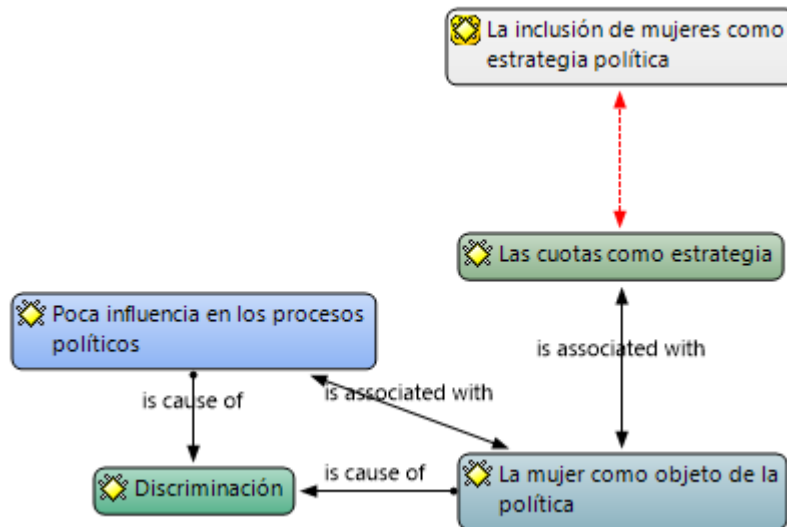 La inclusión de mujeres como
estrategia política
Las cuotas como estrategia
is associated with
Poca influencia en los procesos
políticos
is cause of
is associated with
is cause of
Discriminación
La mujer como objeto de la
política